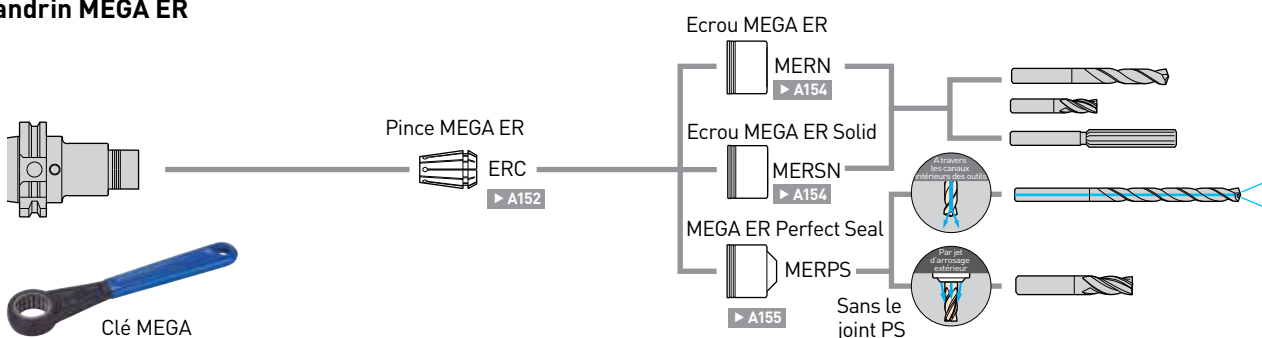 andrin MEGA ER
Ecrou MEGA ER
MERN
▶ A154
Pince MEGA ER
ERC
▶ A152
Ecrou MEGA ER Solid
MERSN
▶ A154
A travers
les canaux
intérieurs des outils
MEGA ER Perfect Seal
MERPS
▶ A155
Par jet
d'arrosage
extérieur
Sans le
joint PS
Clé MEGA